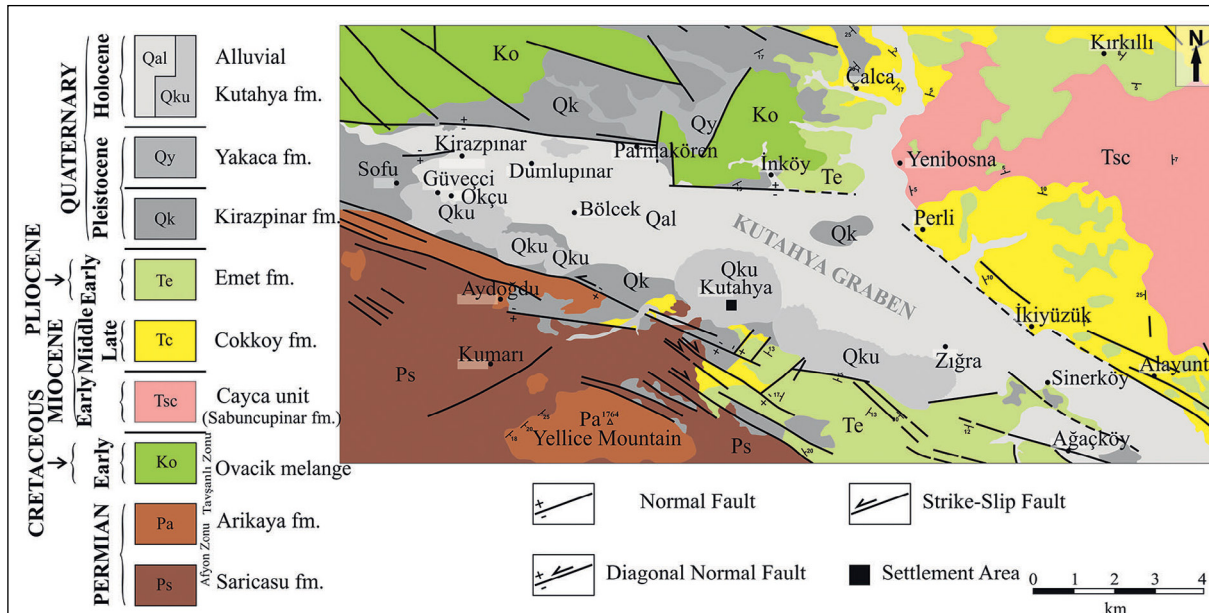 QUATERNARY
Holocene
Pleistocene
PLIOCENE
Early
MIOCENE
Late
Middle
Early
CRETACEOUS
Early
PERMIAN
Tavşanlı Zonu
Afyon Zonu
Qal
Alluvial
Qku
Kutahya fm.
Qy
Yakaca fm.
Qk
Kirazpinar fm.
Te
Emet fm.
Tc
Cokkoy fm.
Tsc
Cayca unit
(Sabuncupinar fm.)
Ko
Ovacik melange
Pa
Arikaya fm.
Ps
Saricasu fm.
N
Ko
Kırkıllı
Çalca
Qk
Qy
Ko
Kirazpınar
Parmakören
Yenibosna
Tsc
Sofu
Dumlupınar
İnköy
Te
Güvecci
Okçu
Qku
Bölcek
Qal
Perli
Qk
KUTAHYA GRABEN
Qku
Qku
Qk
Qku
Kutahya
Aydoğdu
İkiyüzük
Kumarı
Ps
Qku
Zığra
Alayunt
Sinerköy
Pa
1764
Yellice Mountain
Ps
Te
Ağaçköy
Normal Fault
Strike-Slip Fault
Diagonal Normal Fault
Settlement Area
0 1 2 3 4
km